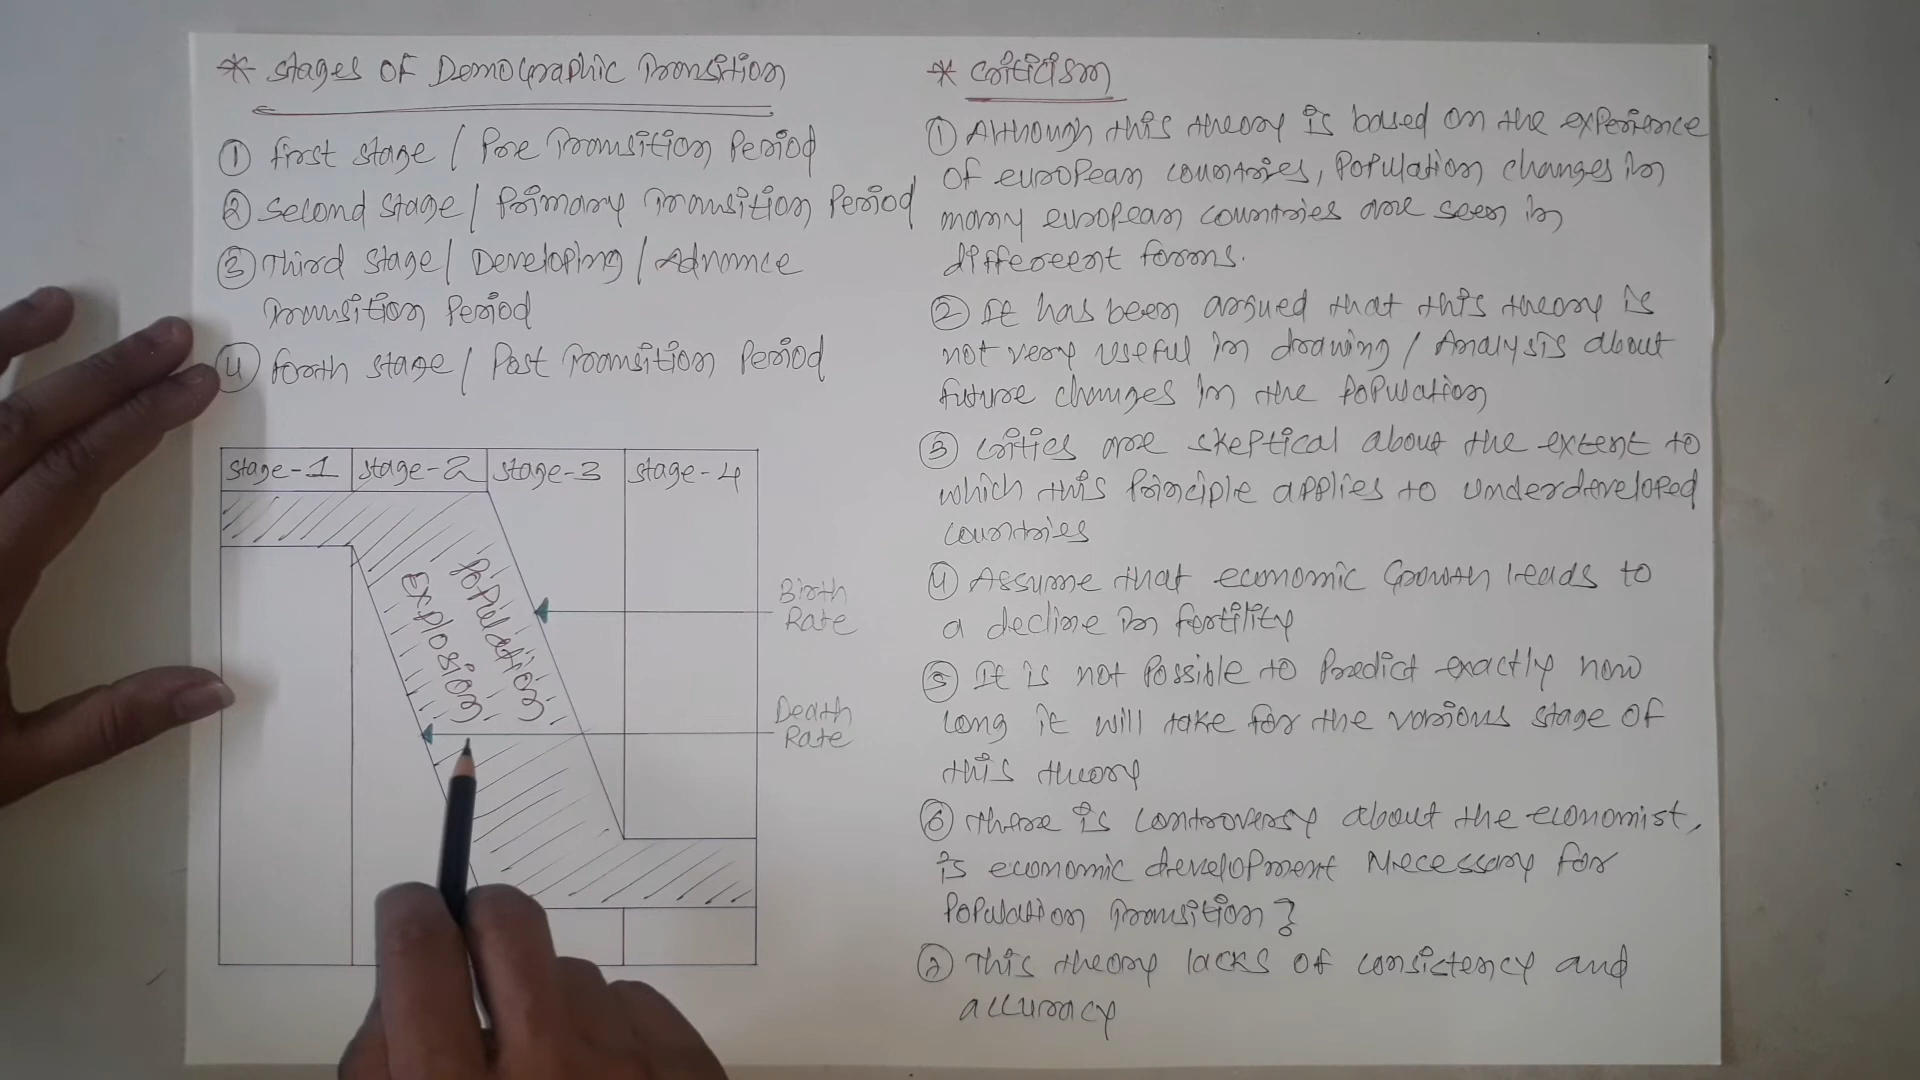 * Stages of Demographic Transition
① First Stage / Pre Transition Period
② Second Stage / Primary Transition Period
③ Third Stage / Developing / Advance
Transition Period
④ Forth Stage / Post Transition Period
Stage-1 Stage-2 Stage-3 Stage-4
Population
Explosion
Birth
Rate
Death
Rate
* Criticism
① Although this theory is based on the experience
of european countries, Population changes in
many european countries are seen in
differeent forms.
② It has been argued that this theory is
not very useful in drawing / Analysis about
future changes in the Population
③ Critics are skeptical about the extent to
which this Principle applies to underdeveloped
countries
④ Assume that economic Growth leads to
a decline in fertility
⑤ It is not Possible to Predict exactly how
long it will take for the various stage of
this theory
⑥ There is controversy about the economist,
is economic development Necessary for
Population Transition?
⑦ This theory lacks of consistency and
accuracy